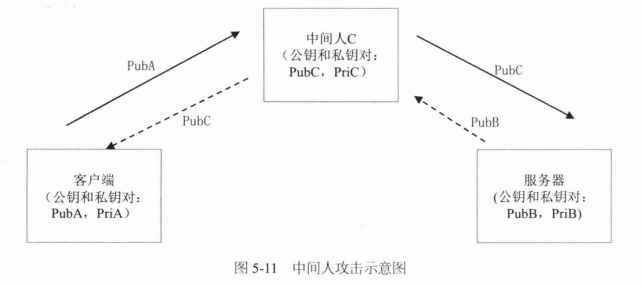 中间人C
（公钥和私钥对：
PubC，PriC）
PubA
PubC
PubC
PubB
客户端
（公钥和私钥对：
PubA，PriA）
服务器
(公钥和私钥对：
PubB，PriB)
图 5-11 中间人攻击示意图